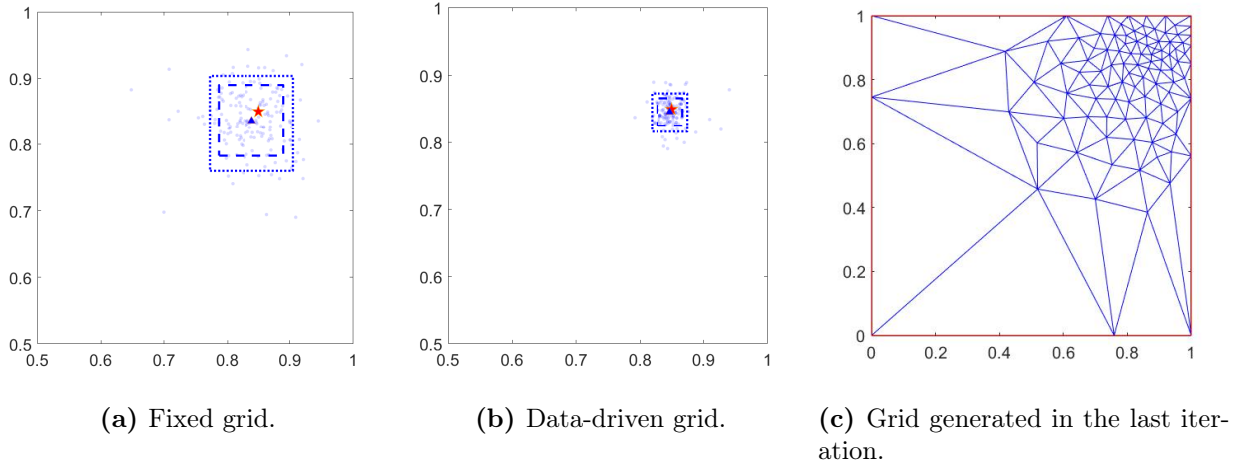 1
0.9
0.8
0.7
0.6
0.5
0.5 0.6 0.7 0.8 0.9 1
1
0.9
0.8
0.7
0.6
0.5
0.5 0.6 0.7 0.8 0.9 1
1
0.8
0.6
0.4
0.2
0
0 0.2 0.4 0.6 0.8 1
(a) Fixed grid.
(b) Data-driven grid.
(c) Grid generated in the last iter-
ation.